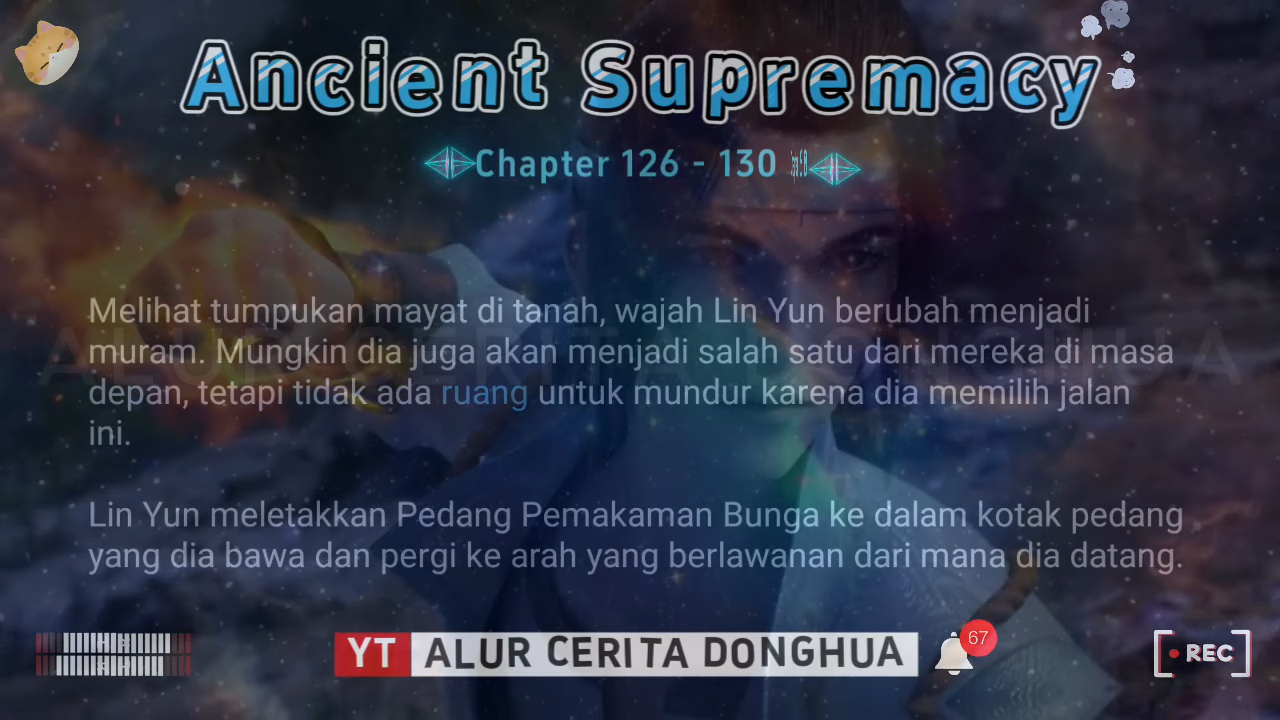 Ancient Supremacy
Chapter 126 - 130
Melihat tumpukan mayat di tanah, wajah Lin Yun berubah menjadi
muram. Mungkin dia juga akan menjadi salah satu dari mereka di masa
depan, tetapi tidak ada ruang untuk mundur karena dia memilih jalan
ini.
Lin Yun meletakkan Pedang Pemakaman Bunga ke dalam kotak pedang
yang dia bawa dan pergi ke arah yang berlawanan dari mana dia datang.
YT ALUR CERITA DONGHUA
67
REC